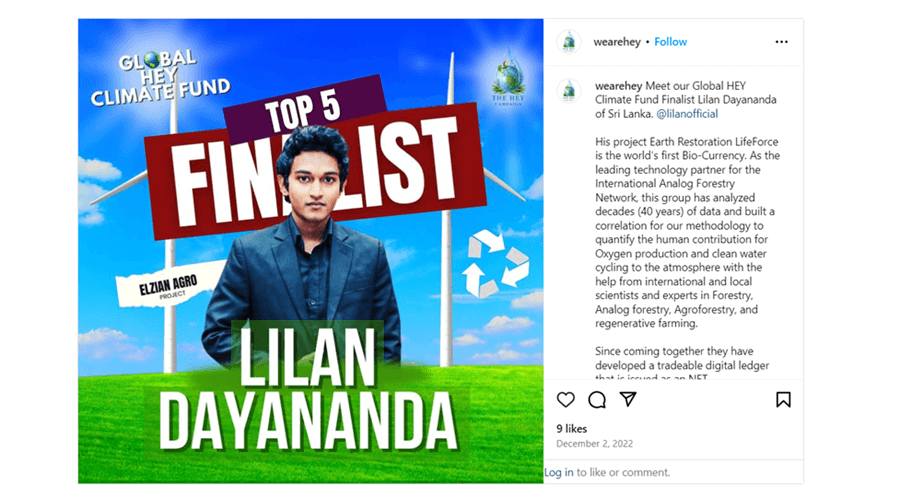 GLOBAL
HEY
CLIMATE FUND
THE HEY
CAMPAIGN
TOP 5
FINALIST
ELZIAN AGRO
PROJECT
LILAN
DAYANANDA
wearehey • Follow
wearehey Meet our Global HEY
Climate Fund Finalist Lilan Dayananda
of Sri Lanka. @lilanofficial
His project Earth Restoration LifeForce
is the world's first Bio-Currency. As the
leading technology partner for the
International Analog Forestry
Network, this group has analyzed
decades (40 years) of data and built a
correlation for our methodology to
quantify the human contribution for
Oxygen production and clean water
cycling to the atmosphere with the
help from international and local
scientists and experts in Forestry,
Analog forestry, Agroforestry, and
regenerative farming.
Since coming together they have
developed a tradeable digital ledger
that is issued as an NFT
9 likes
December 2, 2022
Log in to like or comment.